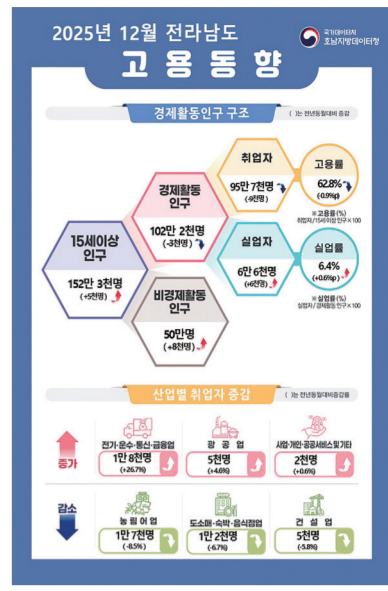 2025년 12월 전라남도
고용동향
국가데이터처
호남지방데이터청
경제활동인구 구조
( )는 전년동월대비 증감
15세이상
인구
152만 3천명
(+5천명)
경제활동
인구
102만 2천명
(-3천명)
비경제활동
인구
50만명
(+8천명)
취업자
95만 7천명
(-9천명)
고용률
62.8%
(-0.9%p)
※ 고용률(%)
취업자/15세이상 인구×100
실업자
6만 6천명
(+6천명)
실업률
6.4%
(+0.6%p)
※ 실업률(%)
실업자/경제활동 인구×100
산업별 취업자 증감
( )는 전년동월대비증감률
증가
전기·운수·통신·금융업
1만 8천명
(+26.7%)
광 공 업
5천명
(+4.6%)
사업·개인·공공서비스 및 기타
2천명
(+0.6%)
감소
농 림 어 업
1만 7천명
(-8.5%)
도소매·숙박·음식점업
1만 2천명
(-6.7%)
건 설 업
5천명
(-5.8%)